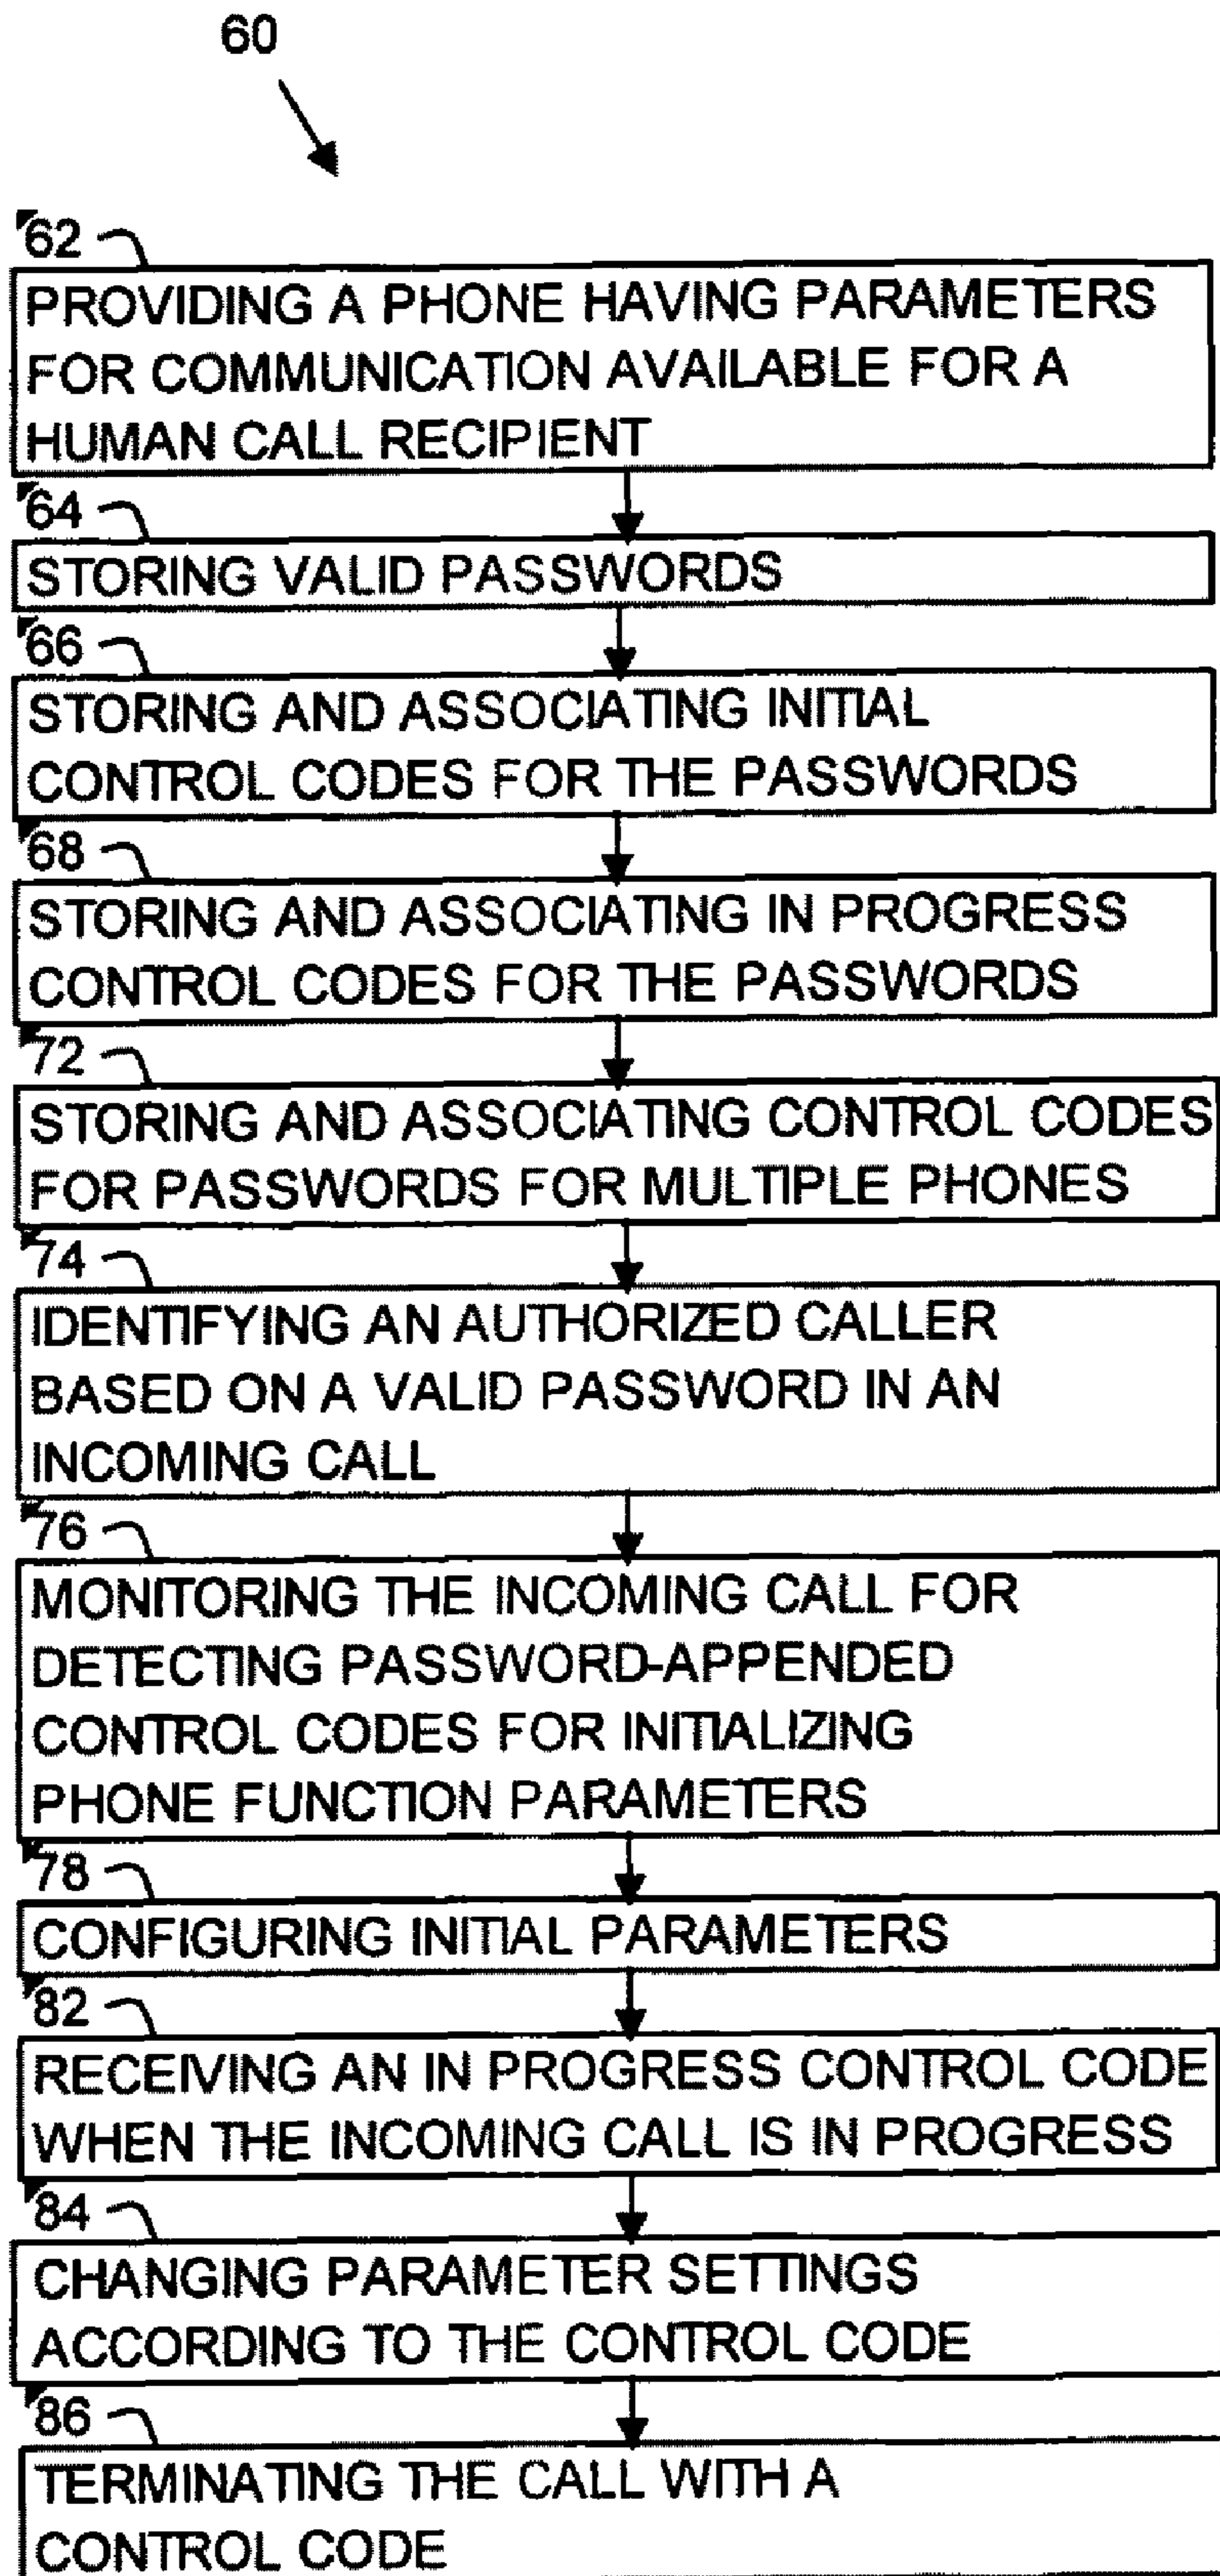 60
62
PROVIDING A PHONE HAVING PARAMETERS
FOR COMMUNICATION AVAILABLE FOR A
HUMAN CALL RECIPIENT
64
STORING VALID PASSWORDS
66
STORING AND ASSOCIATING INITIAL
CONTROL CODES FOR THE PASSWORDS
68
STORING AND ASSOCIATING IN PROGRESS
CONTROL CODES FOR THE PASSWORDS
72
STORING AND ASSOCIATING CONTROL CODES
FOR PASSWORDS FOR MULTIPLE PHONES
74
IDENTIFYING AN AUTHORIZED CALLER
BASED ON A VALID PASSWORD IN AN
INCOMING CALL
76
MONITORING THE INCOMING CALL FOR
DETECTING PASSWORD-APPENDED
CONTROL CODES FOR INITIALIZING
PHONE FUNCTION PARAMETERS
78
CONFIGURING INITIAL PARAMETERS
82
RECEIVING AN IN PROGRESS CONTROL CODE
WHEN THE INCOMING CALL IS IN PROGRESS
84
CHANGING PARAMETER SETTINGS
ACCORDING TO THE CONTROL CODE
86
TERMINATING THE CALL WITH A
CONTROL CODE